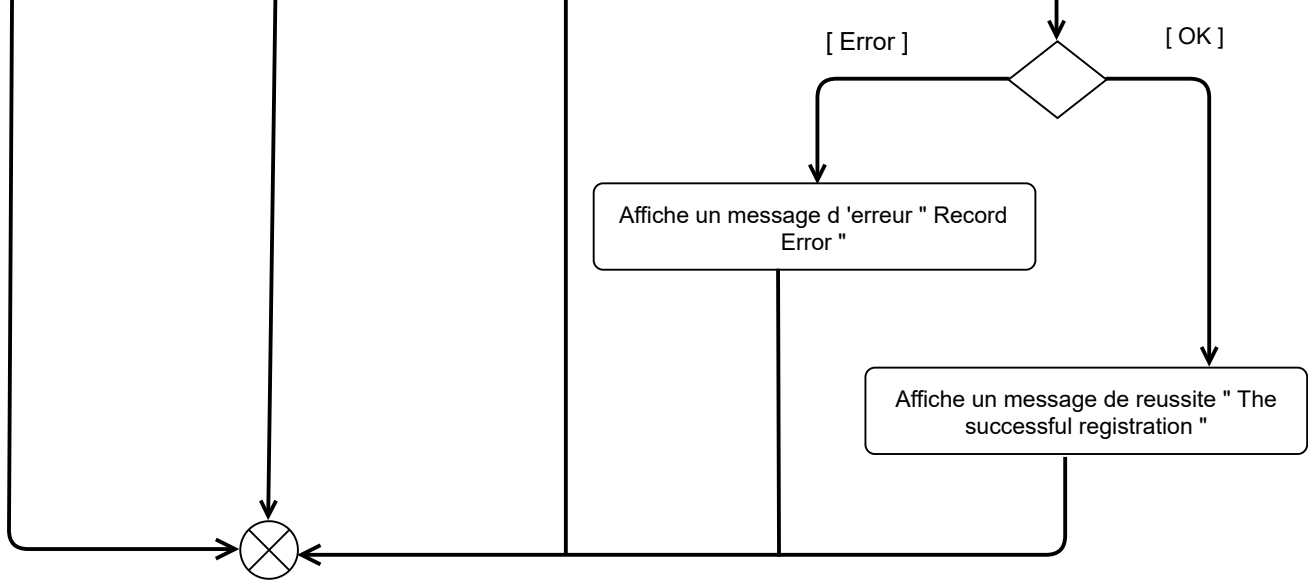 [ Error ]
[ OK ]
Affiche un message d 'erreur " Record
Error "
Affiche un message de reussite " The
successful registration "